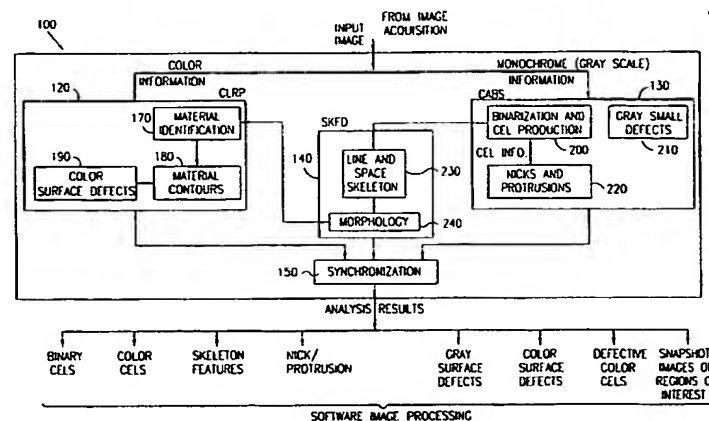 100
INPUT IMAGE
FROM IMAGE ACQUISITION
COLOR INFORMATION
MONOCHROME (GRAY SCALE) INFORMATION
120
CLRP
170
MATERIAL IDENTIFICATION
190
COLOR SURFACE DEFECTS
180
MATERIAL CONTOURS
SKFD
140
LINE AND SPACE SKELETON
230
MORPHOLOGY
240
CABS
130
BINARIZATION AND CEL PRODUCTION
200
GRAY SMALL DEFECTS
210
CEL INFO.
NICKS AND PROTRUSIONS
220
150
SYNCHRONIZATION
ANALYSIS RESULTS
BINARY CELS
COLOR CELS
SKELETON FEATURES
NICK/ PROTRUSION
GRAY SURFACE DEFECTS
COLOR SURFACE DEFECTS
DEFECTIVE COLOR CELS
SNAPSHOT IMAGES OF REGIONS OF INTEREST
SOFTWARE IMAGE PROCESSING